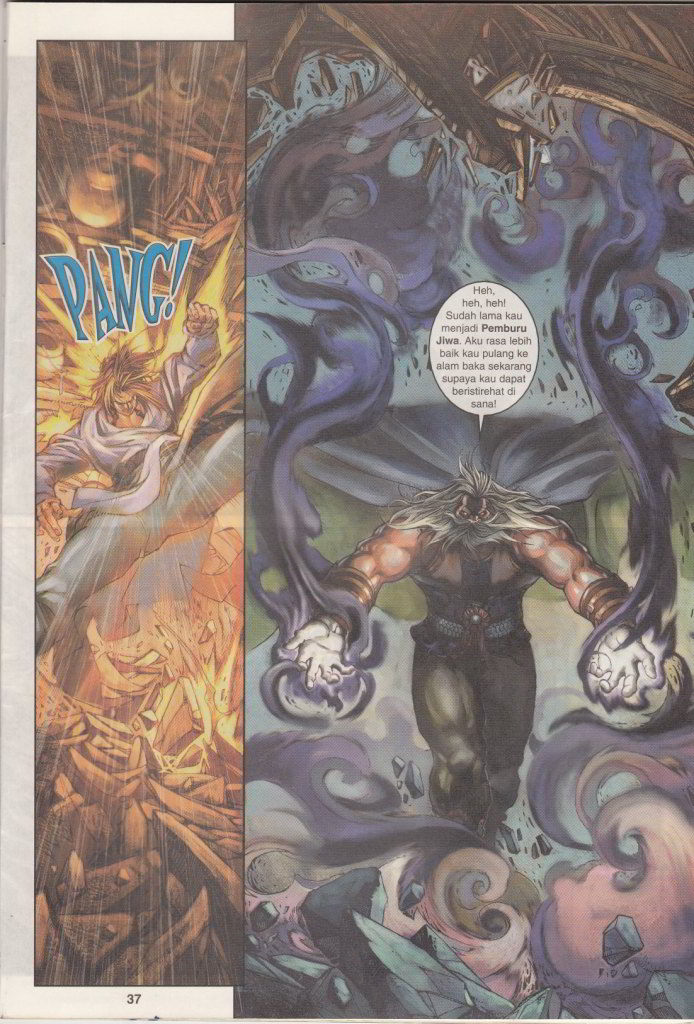 PANG!
Heh,
heh, heh!
Sudah lama kau
menjadi Pemburu
Jiwa. Aku rasa lebih
baik kau pulang ke
alam baka sekarang
supaya kau dapat
beristirehat di
sana!
37